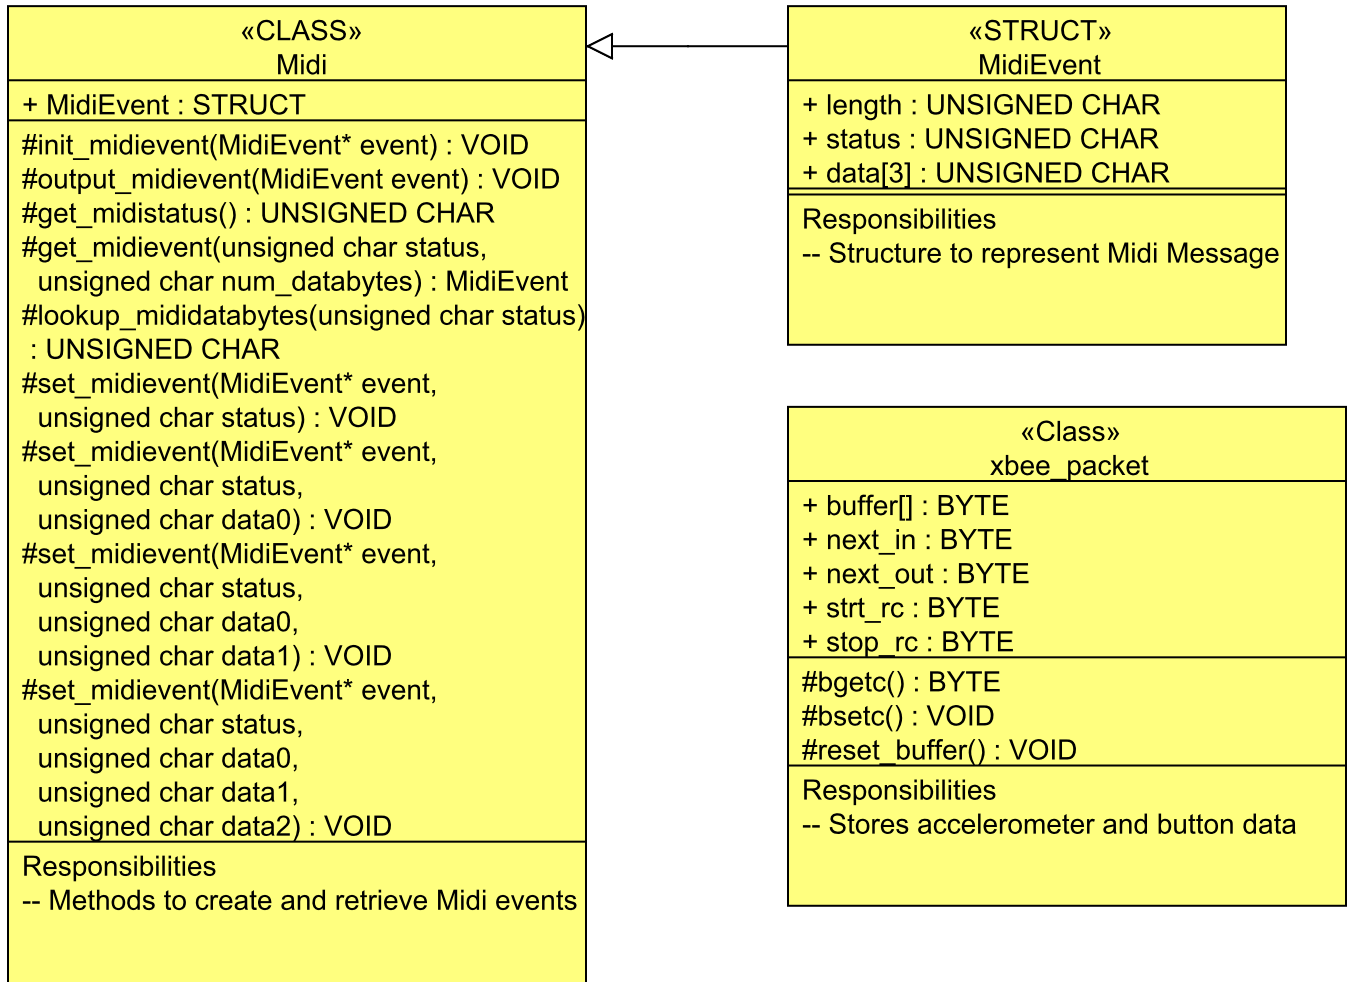 «CLASS»
Midi
+ MidiEvent : STRUCT
#init_midievent(MidiEvent* event) : VOID
#output_midievent(MidiEvent event) : VOID
#get_midistatus() : UNSIGNED CHAR
#get_midievent(unsigned char status,
unsigned char num_databytes) : MidiEvent
#lookup_mididatabytes(unsigned char status)
: UNSIGNED CHAR
#set_midievent(MidiEvent* event,
unsigned char status) : VOID
#set_midievent(MidiEvent* event,
unsigned char status,
unsigned char data0) : VOID
#set_midievent(MidiEvent* event,
unsigned char status,
unsigned char data0,
unsigned char data1) : VOID
#set_midievent(MidiEvent* event,
unsigned char status,
unsigned char data0,
unsigned char data1,
unsigned char data2) : VOID
Responsibilities
-- Methods to create and retrieve Midi events
«STRUCT»
MidiEvent
+ length : UNSIGNED CHAR
+ status : UNSIGNED CHAR
+ data[3] : UNSIGNED CHAR
Responsibilities
-- Structure to represent Midi Message
«Class»
xbee_packet
+ buffer[] : BYTE
+ next_in : BYTE
+ next_out : BYTE
+ strt_rc : BYTE
+ stop_rc : BYTE
#bgetc() : BYTE
#bsetc() : VOID
#reset_buffer() : VOID
Responsibilities
-- Stores accelerometer and button data